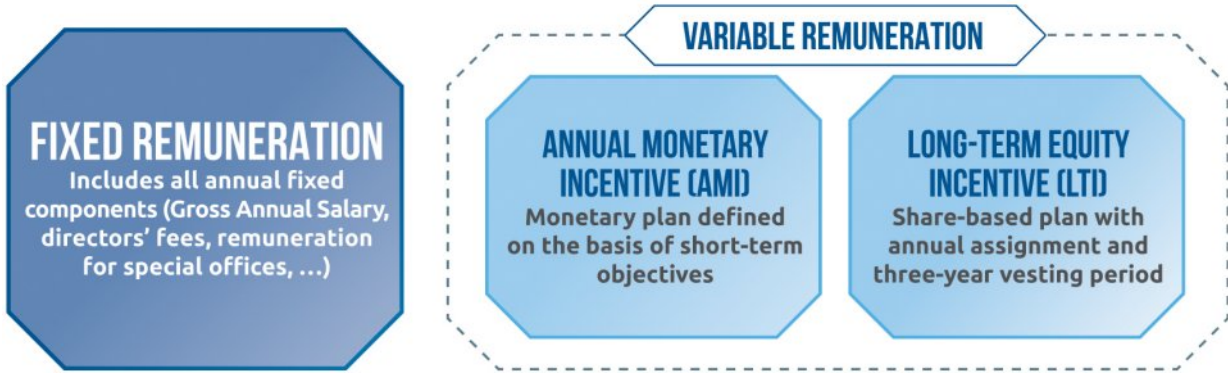 FIXED REMUNERATION
Includes all annual fixed
components (Gross Annual Salary,
directors' fees, remuneration
for special offices, ...)
VARIABLE REMUNERATION
ANNUAL MONETARY
INCENTIVE (AMI)
Monetary plan defined
on the basis of short-term
objectives
LONG-TERM EQUITY
INCENTIVE (LTI)
Share-based plan with
annual assignment and
three-year vesting period